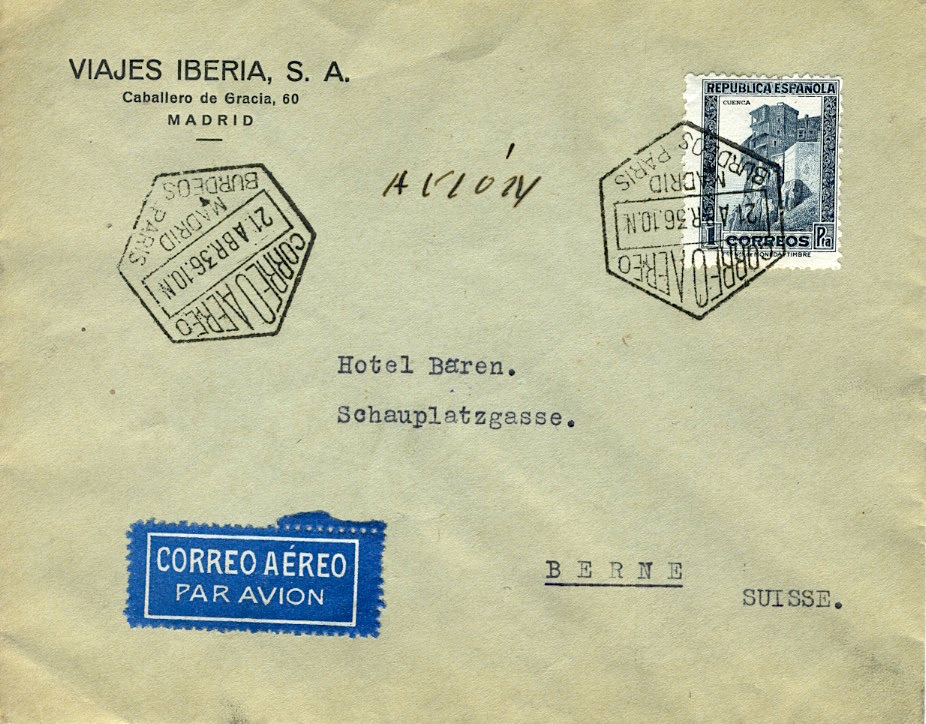 VIAJES IBERIA, S. A.
Caballero de Gracia, 60
MADRID
AVIÓN
REPUBLICA ESPAÑOLA
CUENCA
1 CORREOS Pta
CORREO AEREO
21 ABR.36.10.N
MADRID
BURDEOS PARIS
CORREO AEREO
21 ABR.36.10.N
MADRID
BURDEOS PARIS
Hotel Baren.
Schauplatzgasse.
CORREO AÉREO
PAR AVION
BERNE
SUISSE.